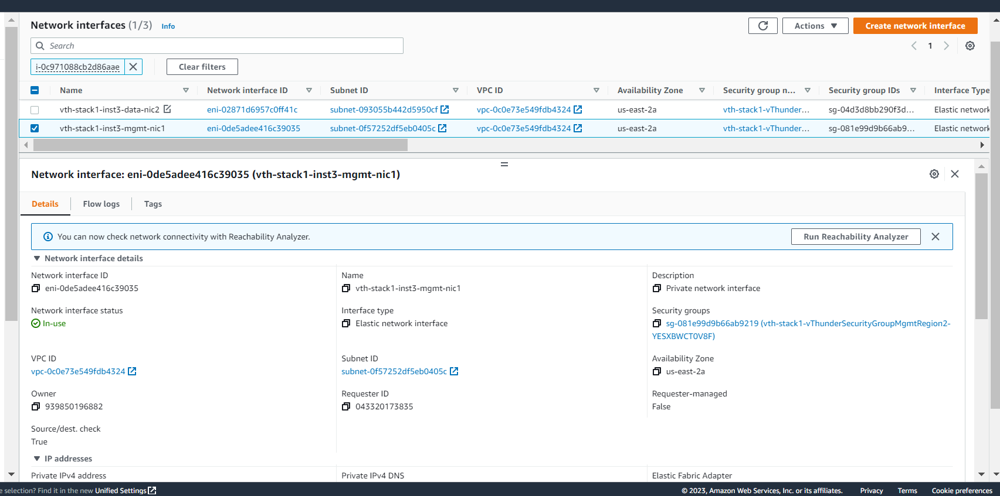 Network interfaces (1/3) Info
Actions
Create network interface
Search
1
i-0c971088cb2d86aae
Clear filters
Name Network interface ID Subnet ID VPC ID Availability Zone Security group n... Security group IDs Interface Type
vth-stack1-inst3-data-nic2 eni-02871d6957c0ff41c subnet-093055b442d5950cf vpc-0c0e73e549fdb4324 us-east-2a vth-stack1-vThunder... sg-04d3d8bb290f3d... Elastic network
vth-stack1-inst3-mgmt-nic1 eni-0de5adee416c39035 subnet-0f57252df5eb0405c vpc-0c0e73e549fdb4324 us-east-2a vth-stack1-vThunder... sg-081e99d9b66ab9... Elastic network
Network interface: eni-0de5adee416c39035 (vth-stack1-inst3-mgmt-nic1)
Details Flow logs Tags
You can now check network connectivity with Reachability Analyzer.
Run Reachability Analyzer
Network interface details
Network interface ID
eni-0de5adee416c39035
Name
vth-stack1-inst3-mgmt-nic1
Description
Private network interface
Network interface status
In-use
Interface type
Elastic network interface
Security groups
sg-081e99d9b66ab9219 (vth-stack1-vThunderSecurityGroupMgmtRegion2-
YESXBWCT0V8F)
VPC ID
vpc-0c0e73e549fdb4324
Subnet ID
subnet-0f57252df5eb0405c
Availability Zone
us-east-2a
Owner
939850196882
Requester ID
043320173835
Requester-managed
False
Source/dest. check
True
IP addresses
Private IPv4 address
Private IPv4 DNS
Elastic Fabric Adapter
e selection? Find it in the new Unified Settings
© 2023, Amazon Web Services, Inc. or its affiliates. Privacy Terms Cookie preferences